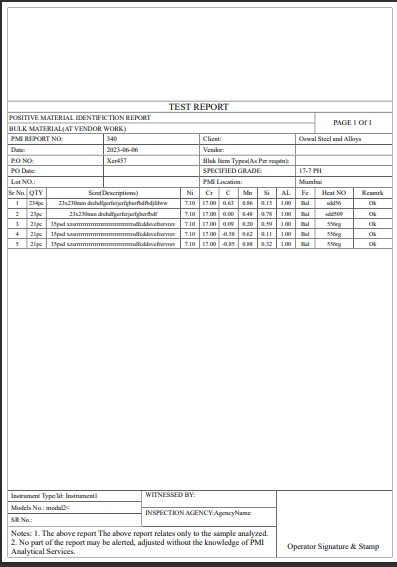 TEST REPORT
POSITIVE MATERIAL IDENTIFICTION REPORT
PAGE 1 Of 1
BULK MATERIAL(AT VENDOR WORK)
PMI REPORT NO: 340 Client: Oswal Steel and Alloys
Date: 2023-06-06 Vendor:
P.O NO: Xcr457 Bluk Item Types(As Per reqstn):
PO Date: SPECIFIED GRADE: 17-7 PH
Lot NO.: PMI Location: Mumbai
Sr No. QTY Size(Descriptions) Ni Cr C Mn Si AL Fe Heat NO Reamrk
1 234pc 23x230mm 7.10 17.00 0.63 0.86 0.15 1.00 Bal sdd56 Ok
2 23pc 23x230mm 7.10 17.00 0.00 0.48 0.78 1.00 Bal sdd509 Ok
3 21pc 35psd 7.10 17.00 0.09 0.20 0.59 1.00 Bal 556rg Ok
4 21pc 35psd 7.10 17.00 -0.58 0.62 0.11 1.00 Bal 556rg Ok
5 21pc 35psd 7.10 17.00 -0.85 0.88 0.32 1.00 Bal 556rg Ok
Instrument Type/Id: Instrument1
WITNESSED BY:
Models No.: modal2<
INSPECTION AGENCY:AgencyName
SR No.:
Notes: 1. The above report The above report relates only to the sample analyzed.
2. No part of the report may be alerted, adjusted without the knowledge of PMI
Analytical Services.
Operator Signature & Stamp